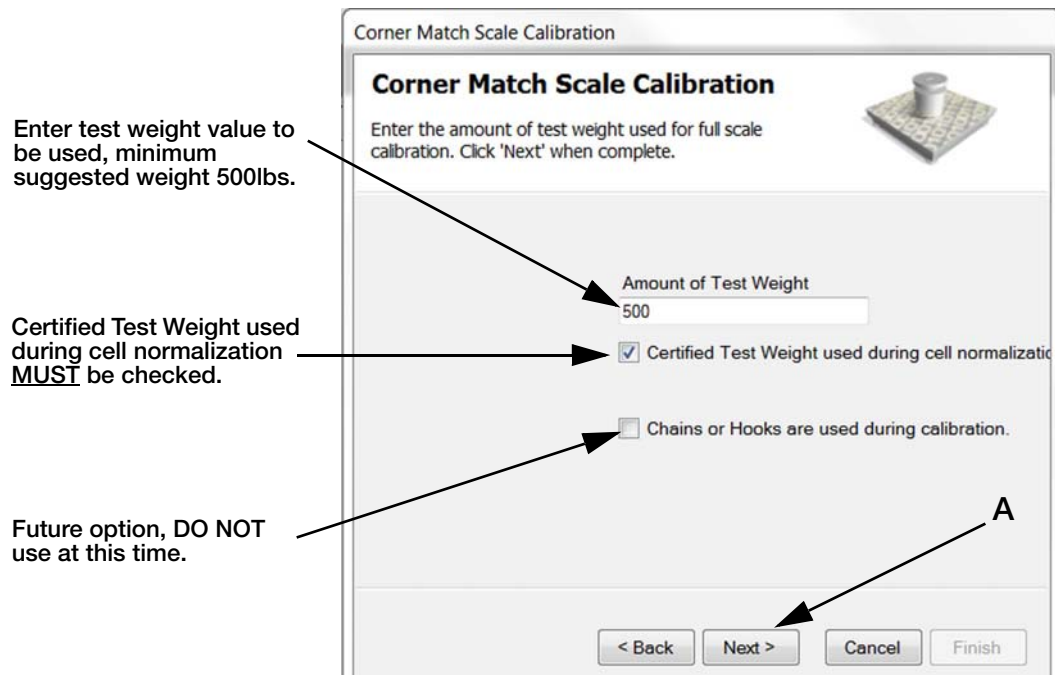 Corner Match Scale Calibration
Corner Match Scale Calibration
Enter the amount of test weight used for full scale
calibration. Click 'Next' when complete.
Enter test weight value to
be used, minimum
suggested weight 500lbs.
Amount of Test Weight
500
Certified Test Weight used
during cell normalization
MUST be checked.
Certified Test Weight used during cell normalizatio
Chains or Hooks are used during calibration.
Future option, DO NOT
use at this time.
A
< Back
Next >
Cancel
Finish